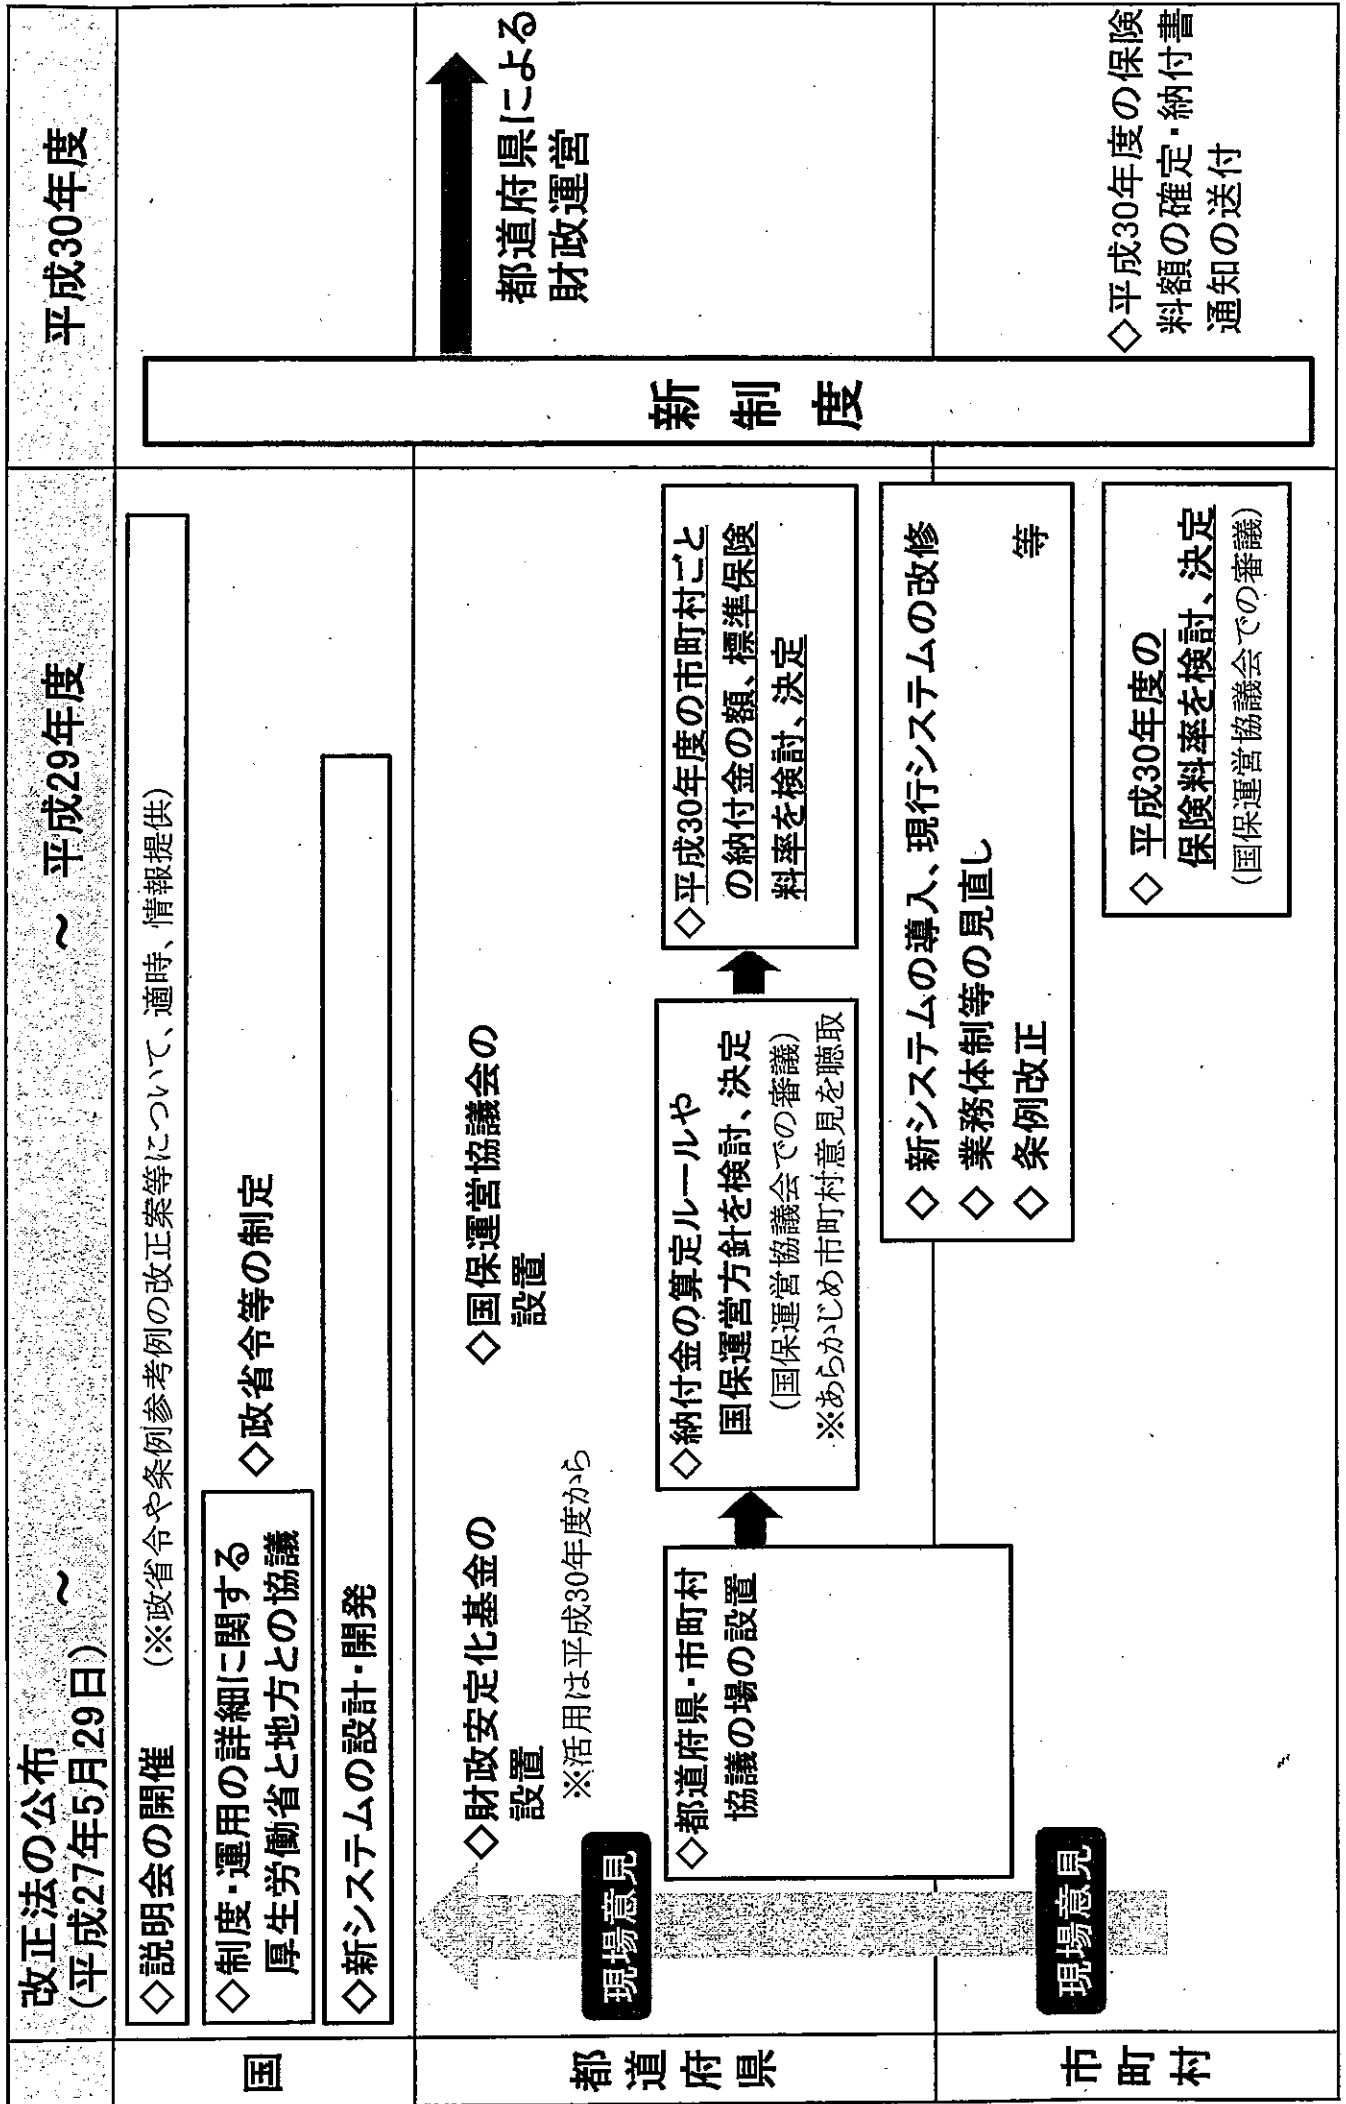 改正法の公布
(平成27年5月29日)
～
～
平成29年度
平成30年度
国
◇説明会の開催
(※政省令や条例参考例の改正案等について、適時、情報提供)
◇制度・運用の詳細に関する
厚生労働省と地方との協議
◇政省令等の制定
◇新システムの設計・開発
都道府県
◇財政安定化基金の
設置
※活用は平成30年度から
◇国保運営協議会の
設置
現場意見
◇都道府県・市町村
協議の場の設置
◇納付金の算定ルールや
国保運営方針を検討、決定
(国保運営協議会での審議)
※あらかじめ市町村意見を聴取
◇平成30年度の市町村ごと
の納付金の額、標準保険
料率を検討、決定
新制度
都道府県による
財政運営
市町村
現場意見
◇ 新システムの導入、現行システムの改修
◇ 業務体制等の見直し
◇ 条例改正 等
◇ 平成30年度の
保険料率を検討、決定
(国保運営協議会での審議)
◇平成30年度の保険
料額の確定・納付書
通知の送付